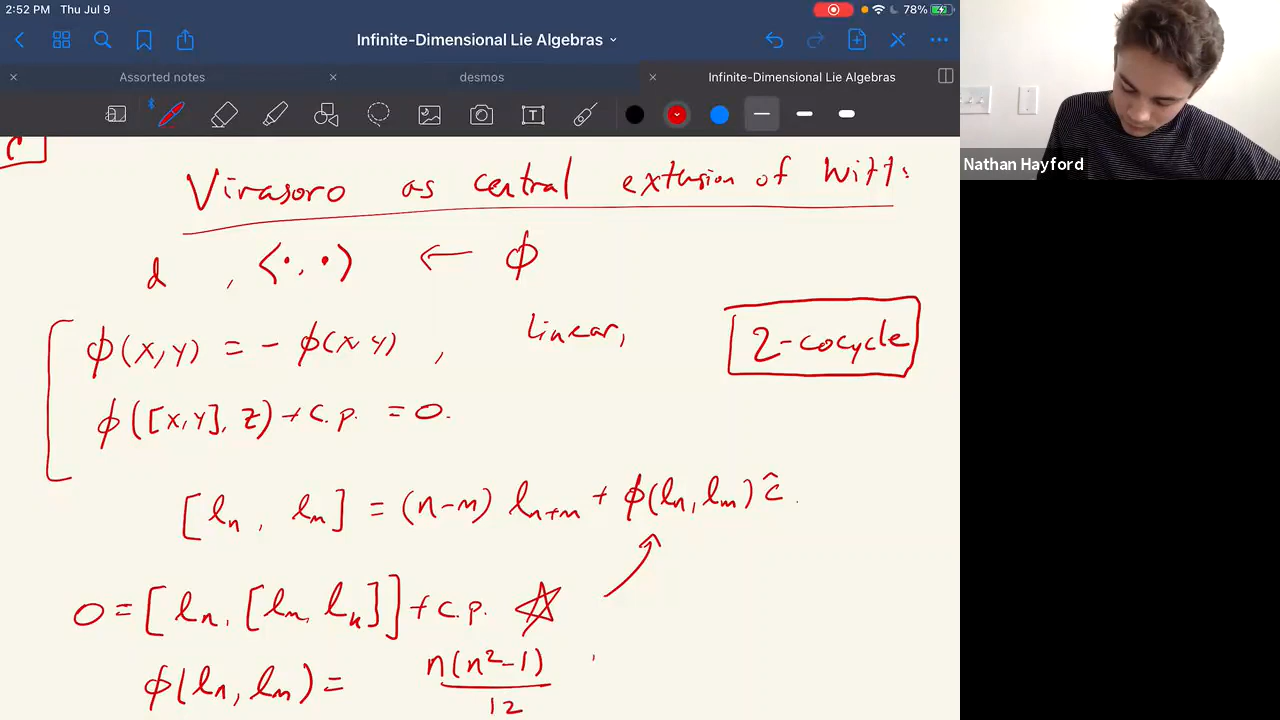 2:52 PM Thu Jul 9 78%
Infinite-Dimensional Lie Algebras
Assorted notes desmos Infinite-Dimensional Lie Algebras
Nathan Hayford
Virasoro as central extension of Witt:
d , ⟨·,·⟩ ← φ
φ(x,y) = - φ(x,y) , linear, 2-cocycle
φ([x,y], z) + c.p. = 0.
[ln, lm] = (n-m) ln+m + φ(ln, lm) ĉ.
0 = [ln, [lm, lk]] + c.p. ☆
φ(ln, lm) = n(n²-1)/12